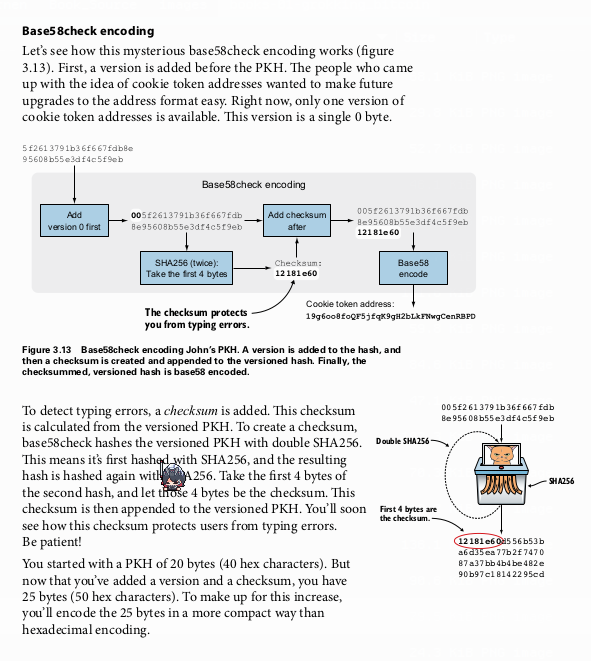 Base58check encoding
Let's see how this mysterious base58check encoding works (figure
3.13). First, a version is added before the PKH. The people who came
up with the idea of cookie token addresses wanted to make future
upgrades to the address format easy. Right now, only one version of
cookie token addresses is available. This version is a single 0 byte.
5f2613791b36f667fdb8e
95608b55e3df4c5f9eb
Base58check encoding
Add
version 0 first
005f2613791b36f667fdb
8e95608b55e3df4c5f9eb
Add checksum
after
005f2613791b36f667fdb
8e95608b55e3df4c5f9eb
12181e60
SHA256 (twice):
Take the first 4 bytes
Checksum:
12181e60
Base58
encode
The checksum protects
you from typing errors.
Cookie token address:
19g6oo8foQF5jfqK9gH2bLkFNwgCenRBPD
Figure 3.13 Base58check encoding John's PKH. A version is added to the hash, and
then a checksum is created and appended to the versioned hash. Finally, the
checksummed, versioned hash is base58 encoded.
To detect typing errors, a checksum is added. This checksum
is calculated from the versioned PKH. To create a checksum,
base58check hashes the versioned PKH with double SHA256.
This means it's first hashed with SHA256, and the resulting
hash is hashed again with SHA256. Take the first 4 bytes of
the second hash, and let those 4 bytes be the checksum. This
checksum is then appended to the versioned PKH. You'll soon
see how this checksum protects users from typing errors.
Be patient!
You started with a PKH of 20 bytes (40 hex characters). But
now that you've added a version and a checksum, you have
25 bytes (50 hex characters). To make up for this increase,
you'll encode the 25 bytes in a more compact way than
hexadecimal encoding.
005f2613791b36f667fdb
8e95608b55e3df4c5f9eb
Double SHA256
SHA256
First 4 bytes are
the checksum.
12181e60d556b53b
a6d35ea77b2f7470
87a37bb4b4be482e
90b97c18142295cd